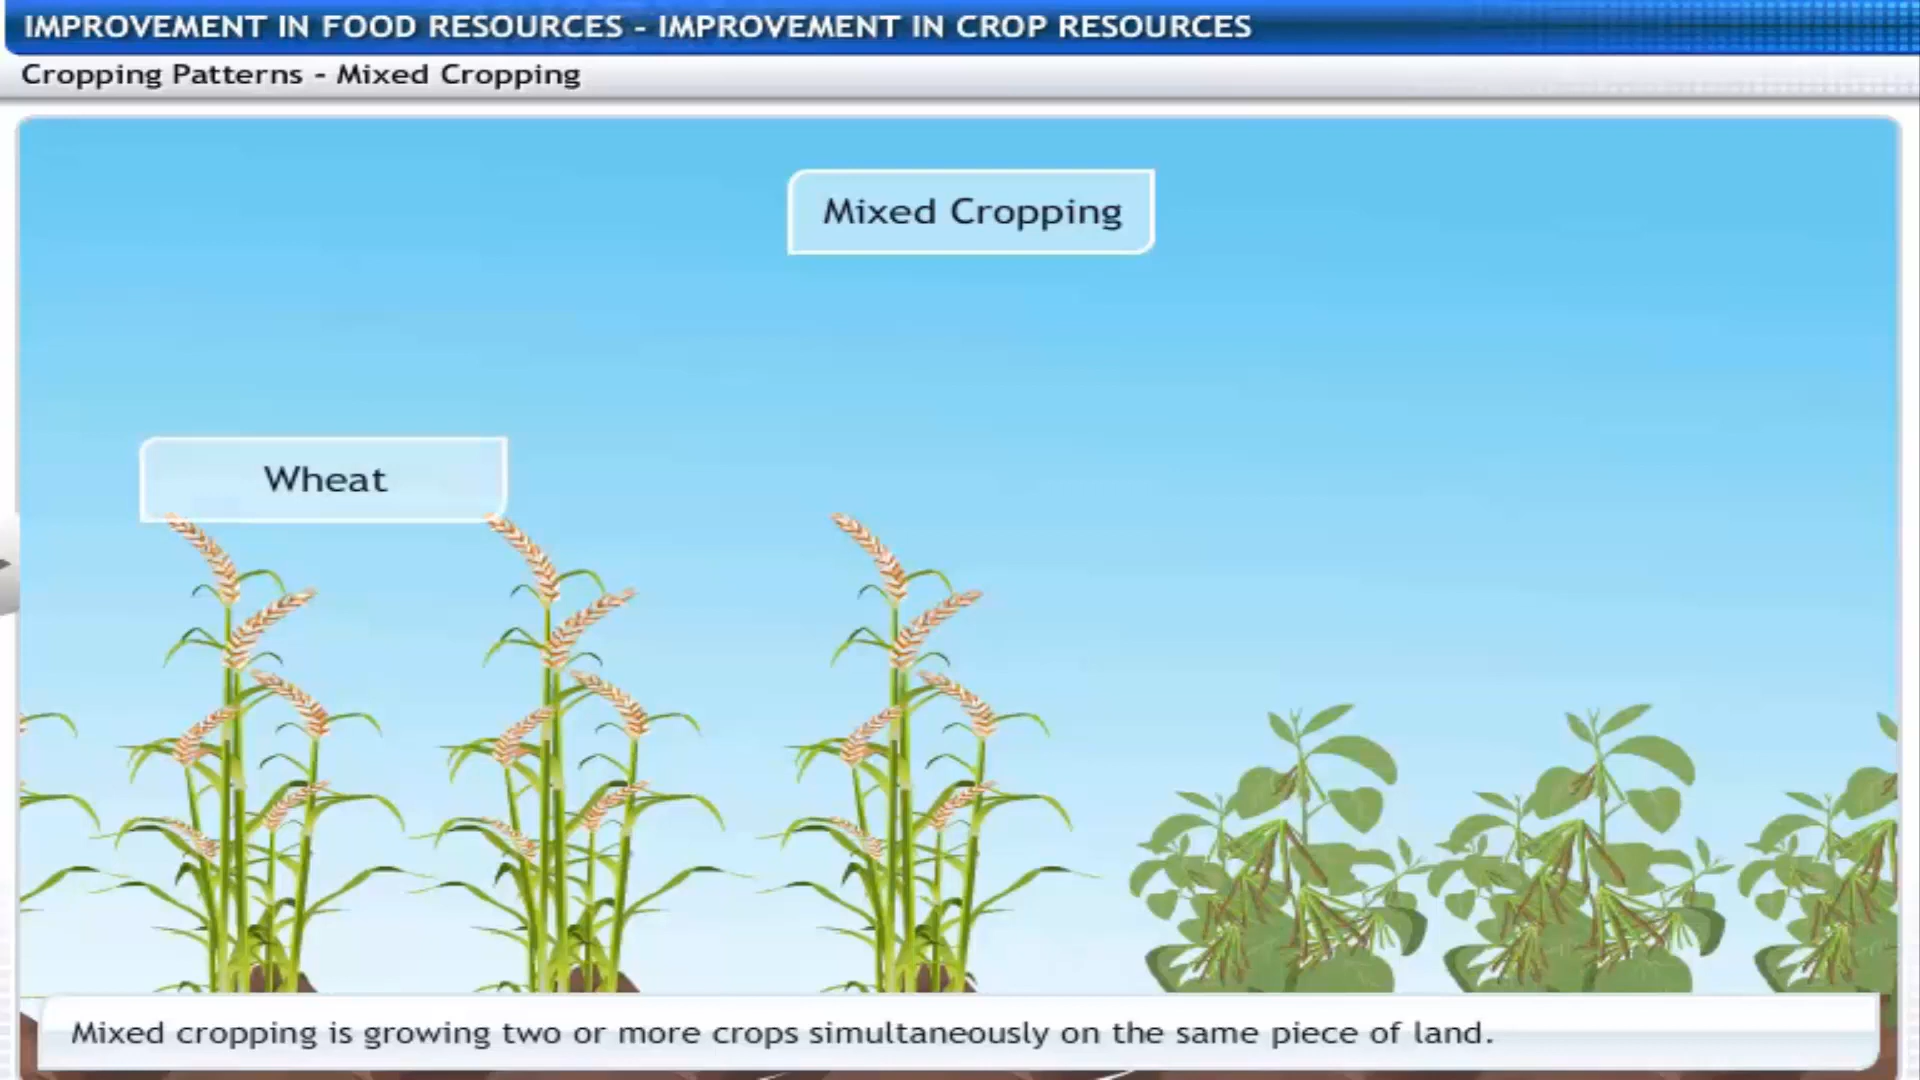 IMPROVEMENT IN FOOD RESOURCES - IMPROVEMENT IN CROP RESOURCES
Cropping Patterns - Mixed Cropping
Mixed Cropping
Wheat
Mixed cropping is growing two or more crops simultaneously on the same piece of land.